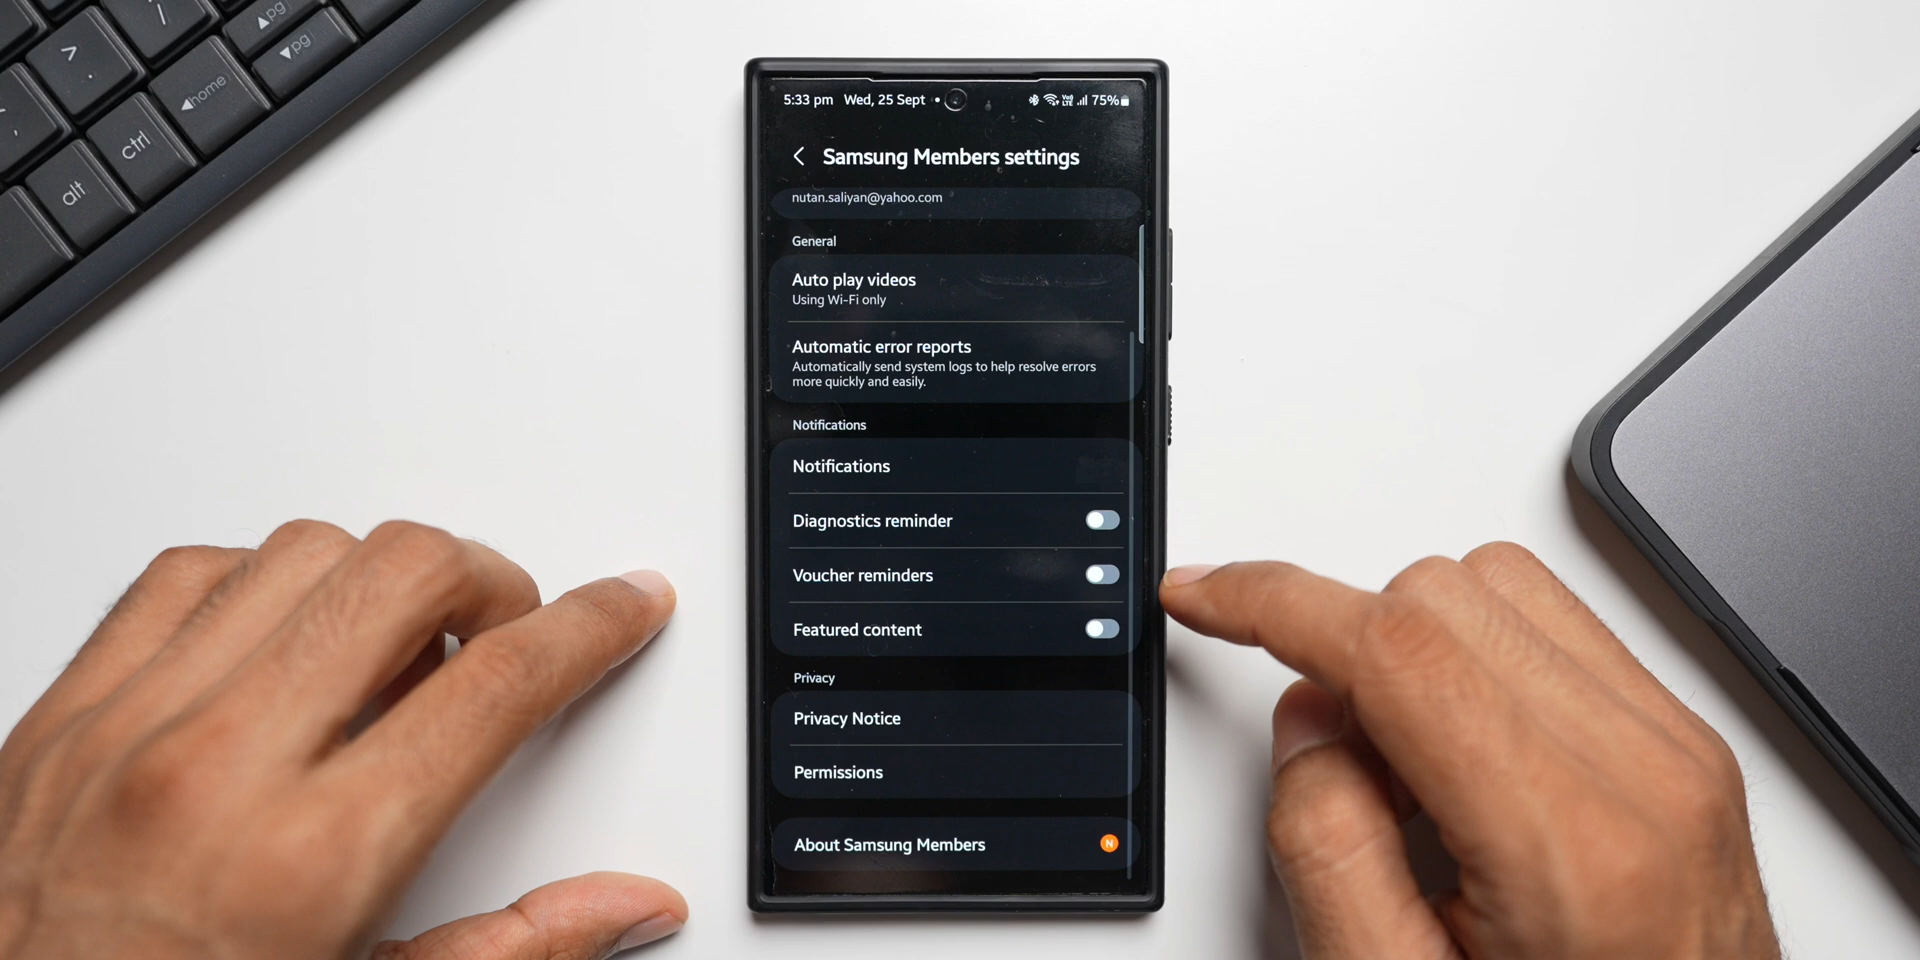 >
.
/
▲pg
▼pg
◀home
ctrl
alt
5:33 pm Wed, 25 Sept • 75%
Samsung Members settings
nutan.saliyan@yahoo.com
General
Auto play videos
Using Wi-Fi only
Automatic error reports
Automatically send system logs to help resolve errors
more quickly and easily.
Notifications
Notifications
Diagnostics reminder
Voucher reminders
Featured content
Privacy
Privacy Notice
Permissions
About Samsung Members N